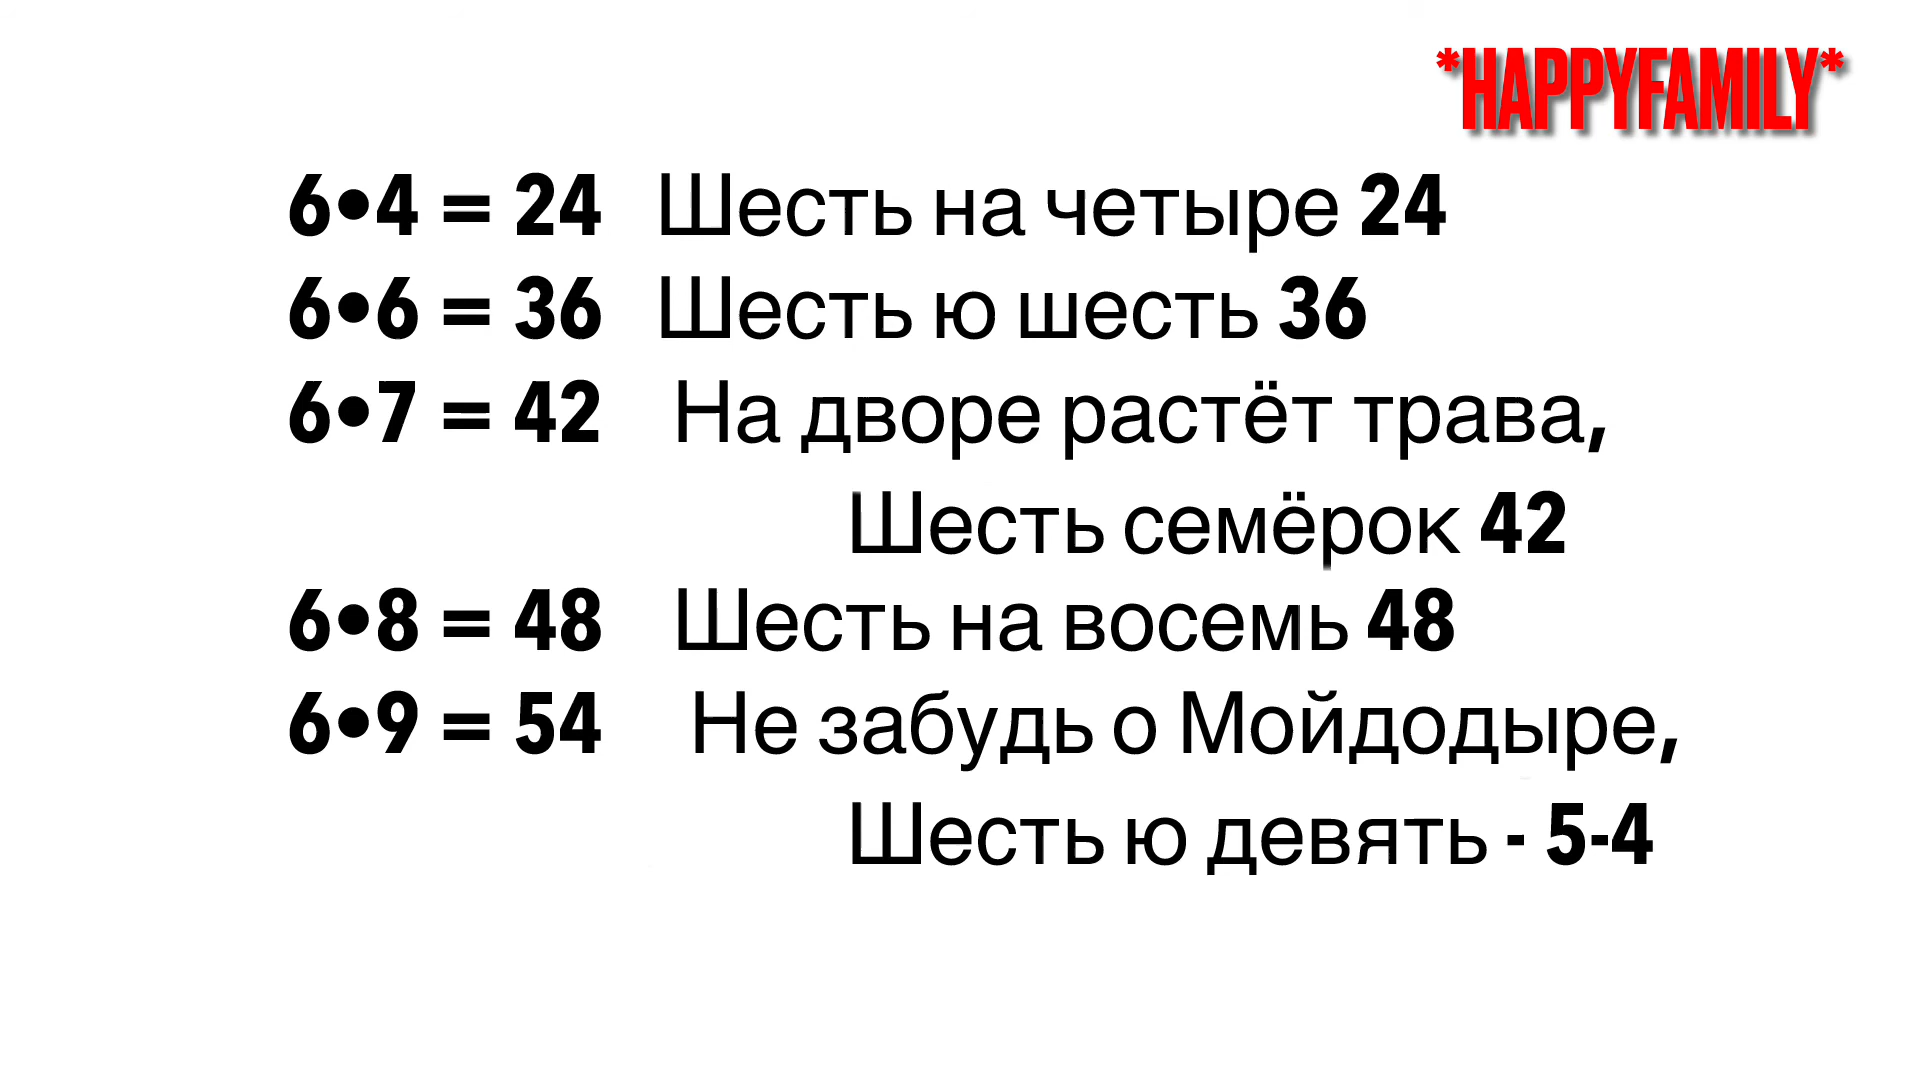 *HAPPYFAMILY*
6•4 = 24 Шесть на четыре 24
6•6 = 36 Шесть ю шесть 36
6•7 = 42 На дворе растёт трава,
Шесть семёрок 42
6•8 = 48 Шесть на восемь 48
6•9 = 54 Не забудь о Мойдодыре,
Шесть ю девять - 5-4